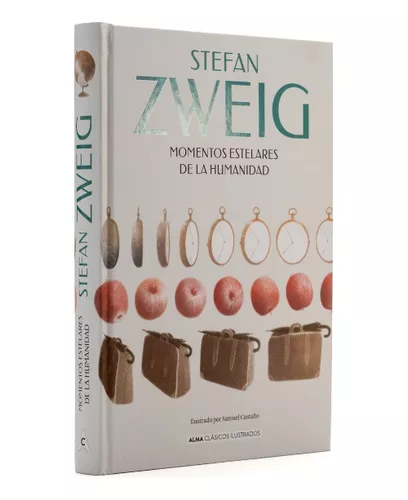 STEFAN
ZWEIG
MOMENTOS ESTELARES
DE LA HUMANIDAD
Ilustrado por Samuel Castaño
ALMA CLÁSICOS ILUSTRADOS
STEFAN ZWEIG
MOMENTOS ESTELARES
DE LA HUMANIDAD